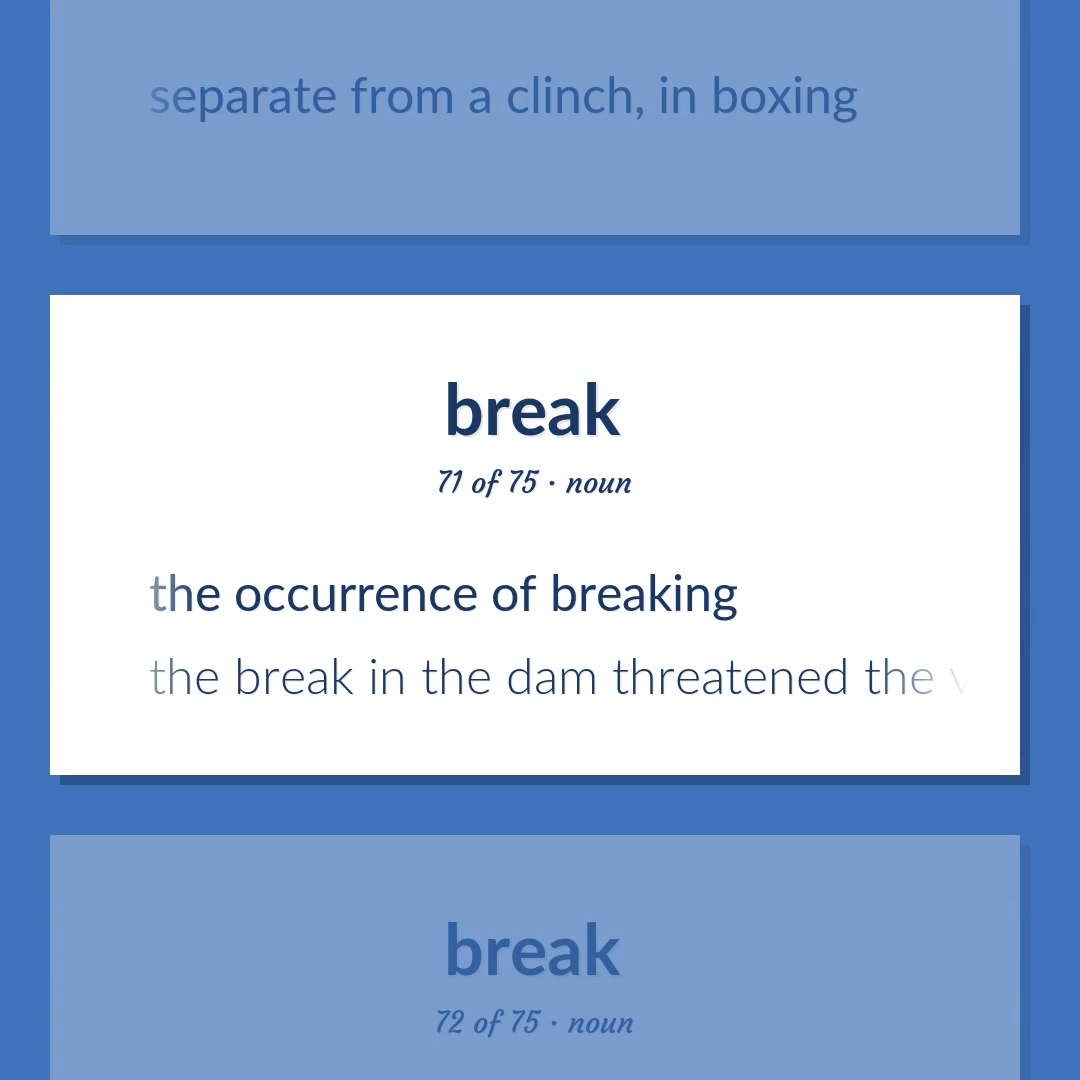 separate from a clinch, in boxing
break
71 of 75 · noun
the occurrence of breaking
the break in the dam threatened the
break
72 of 75 · noun